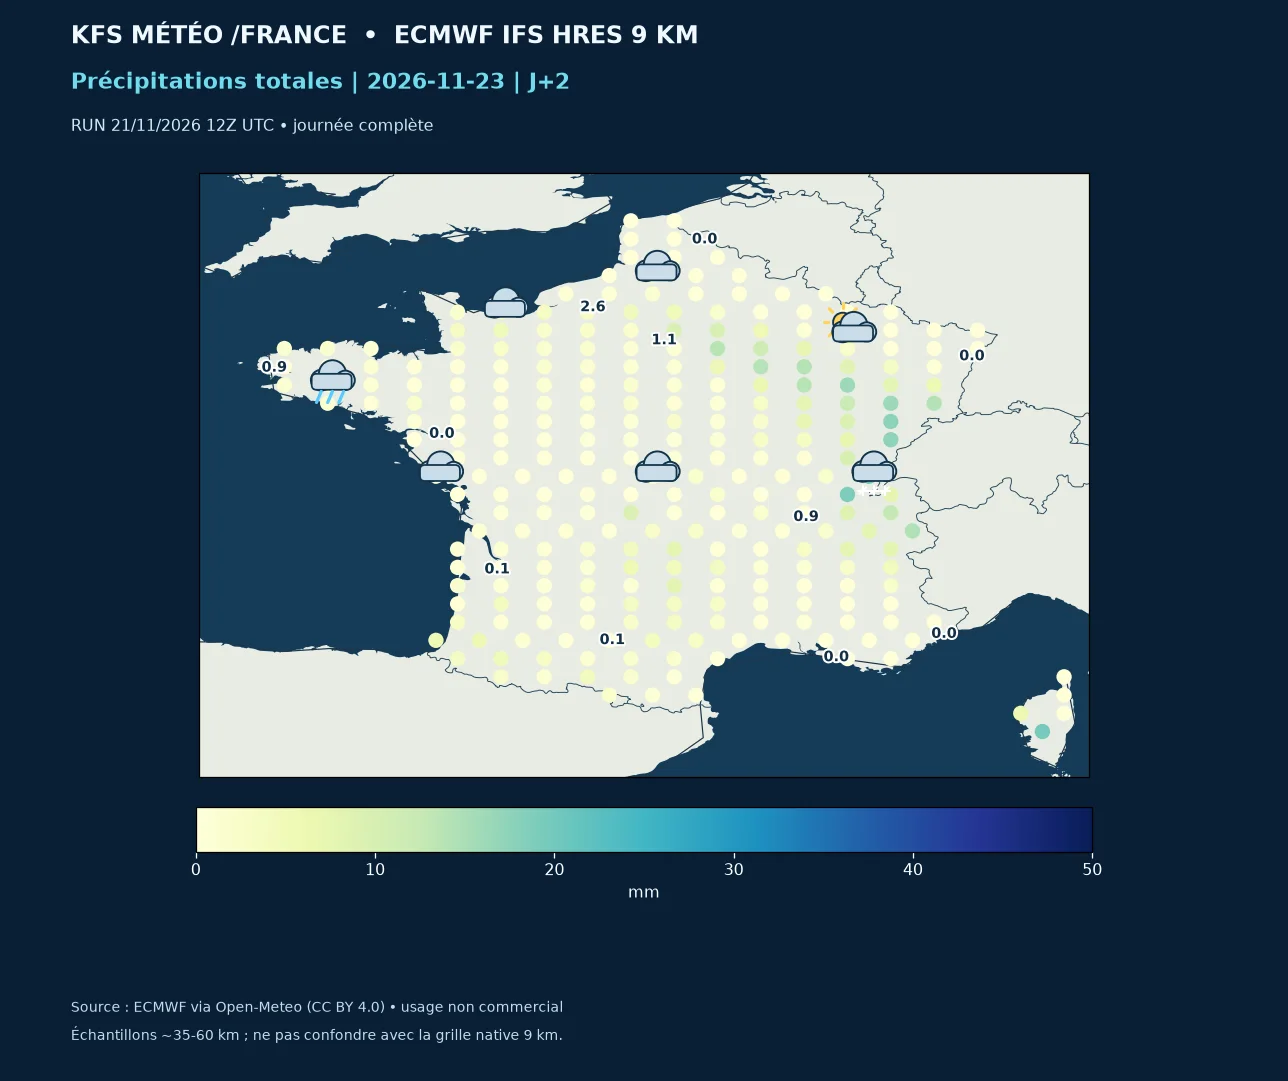 KFS MÉTÉO /FRANCE • ECMWF IFS HRES 9 KM
Précipitations totales | 2026-11-23 | J+2
RUN 21/11/2026 12Z UTC • journée complète
0.0
2.6
1.1
0.0
0.9
0.0
0.9
0.1
0.1
0.0
0.0
0 10 20 30 40 50
mm
Source : ECMWF via Open-Meteo (CC BY 4.0) • usage non commercial
Échantillons ~35-60 km ; ne pas confondre avec la grille native 9 km.